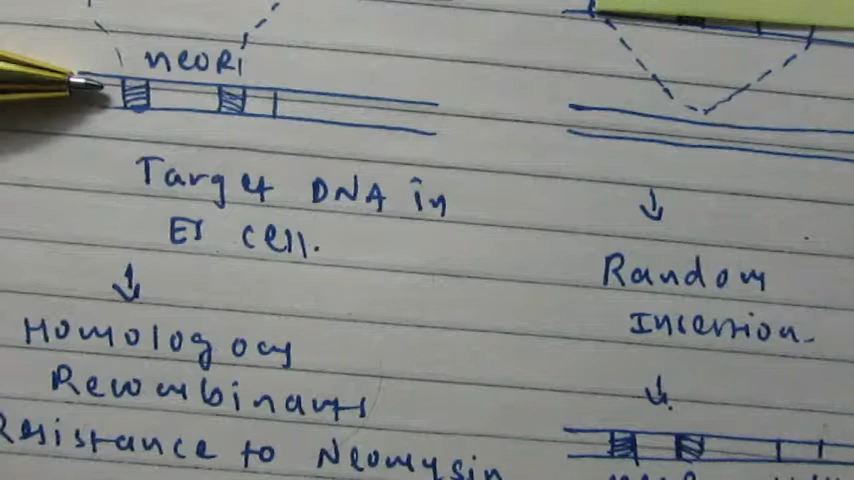 neoR
Target DNA in
ES cell.
↓
Homologous
Recombinants
Resistance to Neomysin
↓
Random
Insertion.
↓